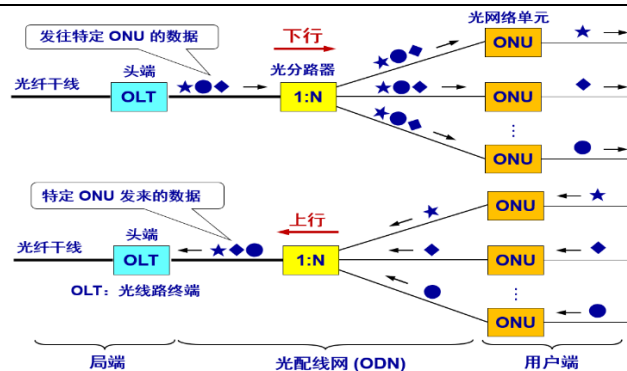 光网络单元
发往特定 ONU 的数据
下行
ONU
头端
光分路器
光纤干线
OLT
1:N
ONU
⋮
ONU
特定 ONU 发来的数据
上行
ONU
头端
光纤干线
OLT
1:N
ONU
OLT：光线路终端
⋮
ONU
局端
光配线网 (ODN)
用户端